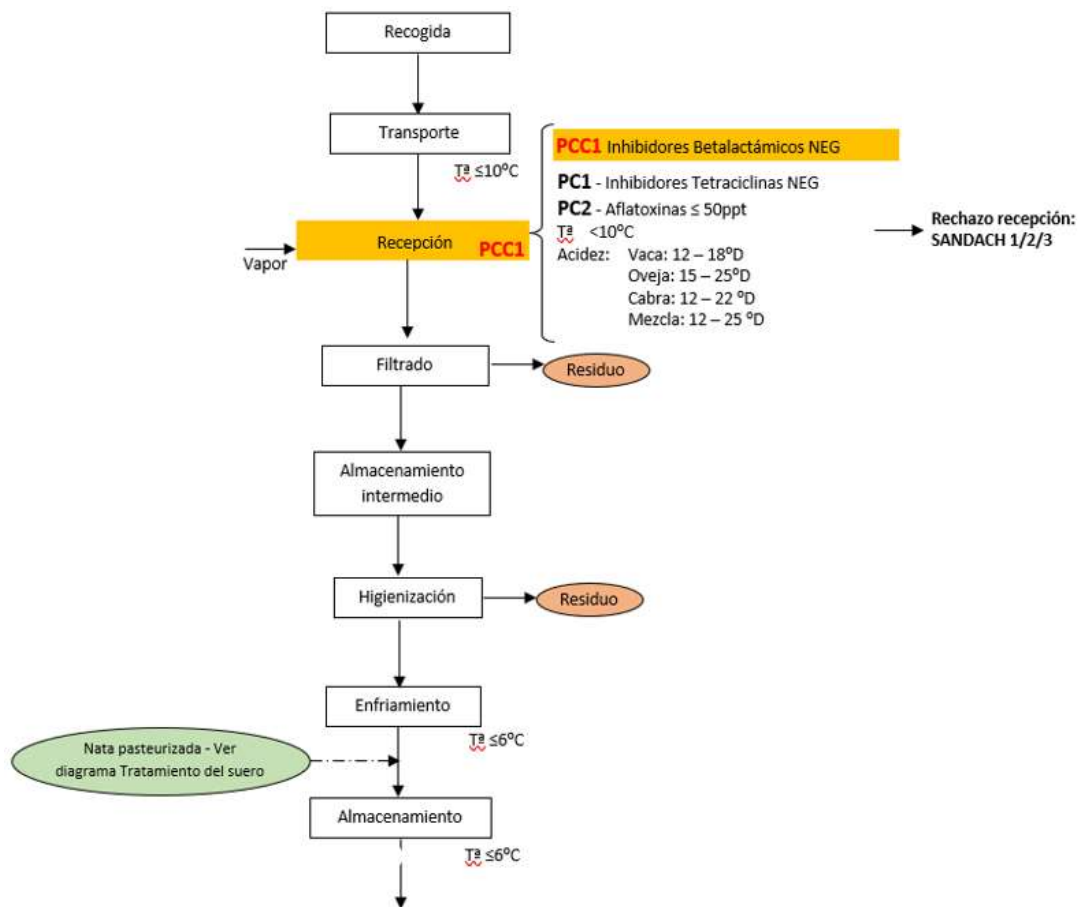 Recogida
Transporte
Tª ≤10ºC
Vapor
Recepción
PCC1
PCC1 Inhibidores Betalactámicos NEG
PC1 - Inhibidores Tetraciclinas NEG
PC2 - Aflatoxinas ≤ 50ppt
Tª <10ºC
Acidez: Vaca: 12 – 18ºD
Oveja: 15 – 25ºD
Cabra: 12 – 22 ºD
Mezcla: 12 – 25 ºD
Rechazo recepción:
SANDACH 1/2/3
Filtrado
Residuo
Almacenamiento
intermedio
Higienización
Residuo
Enfriamiento
Tª ≤6ºC
Nata pasteurizada - Ver
diagrama Tratamiento del suero
Almacenamiento
Tª ≤6ºC